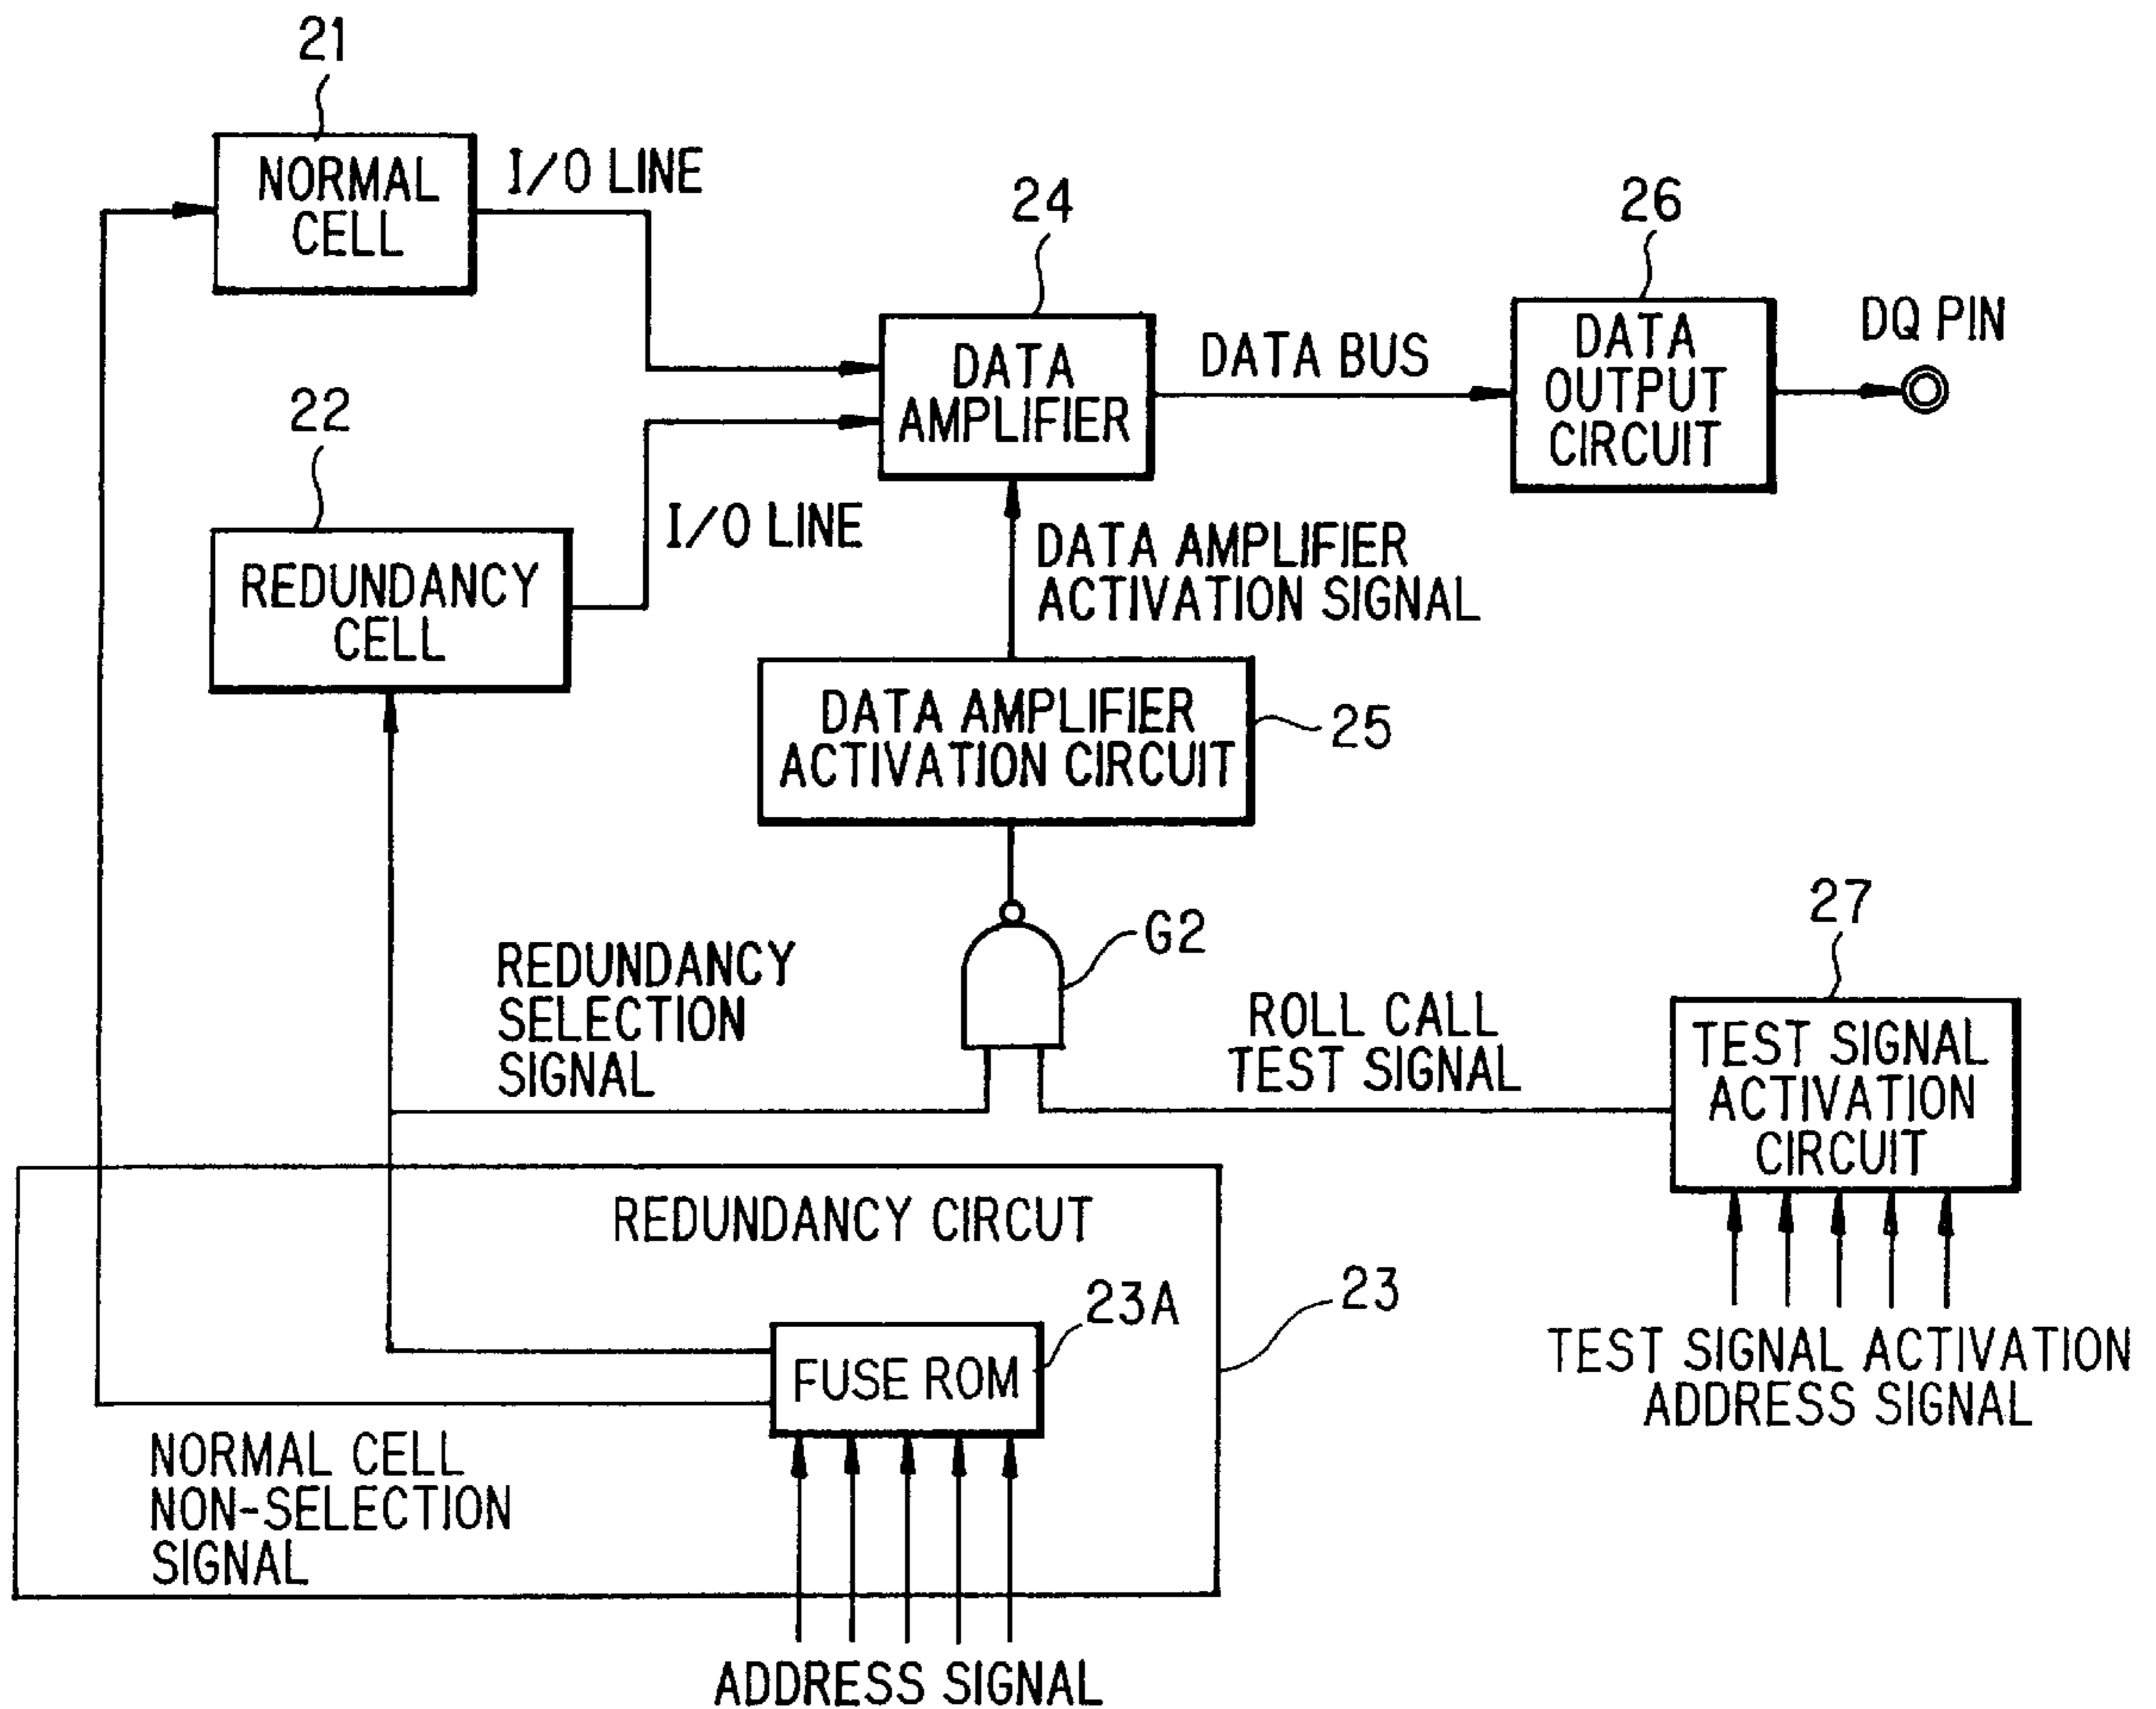 21
NORMAL
CELL
I/O LINE
24
26
DATA
AMPLIFIER
DATA BUS
DATA
OUTPUT
CIRCUIT
DQ PIN
22
REDUNDANCY
CELL
I/O LINE
DATA AMPLIFIER
ACTIVATION SIGNAL
DATA AMPLIFIER
ACTIVATION CIRCUIT
25
G2
27
REDUNDANCY
SELECTION
SIGNAL
ROLL CALL
TEST SIGNAL
TEST SIGNAL
ACTIVATION
CIRCUIT
REDUNDANCY CIRCUT
23A
23
FUSE ROM
TEST SIGNAL ACTIVATION
ADDRESS SIGNAL
NORMAL CELL
NON-SELECTION
SIGNAL
ADDRESS SIGNAL